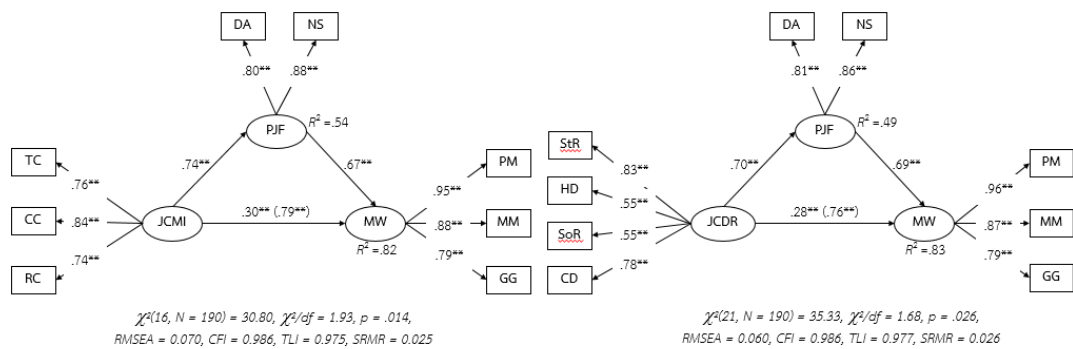 DA
NS
.80**
.88**
PJF
R² =.54
TC
.74**
.67**
PM
.76**
.95**
CC
.84**
JCMI
.30** (.79**)
MW
.88**
MM
.74**
R² =.82
.79**
RC
GG
χ²(16, N = 190) = 30.80, χ²/df = 1.93, p = .014,
RMSEA = 0.070, CFI = 0.986, TLI = 0.975, SRMR = 0.025
DA
NS
.81**
.86**
PJF
R² =.49
StR
.83**
.70**
.69**
PM
.96**
HD
.55**
JCDR
.28** (.76**)
MW
.87**
MM
SoR
.55**
R² =.83
.79**
CD
.78**
GG
χ²(21, N = 190) = 35.33, χ²/df = 1.68, p = .026,
RMSEA = 0.060, CFI = 0.986, TLI = 0.977, SRMR = 0.026